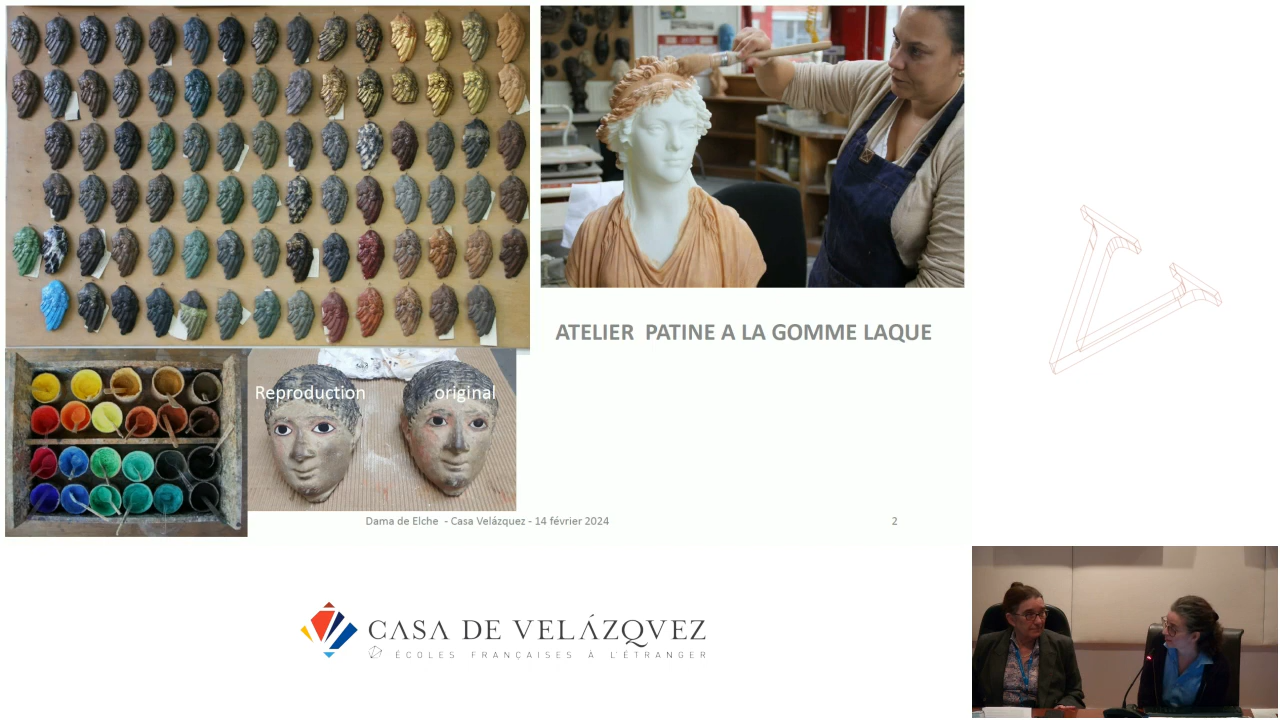 ATELIER PATINE A LA GOMME LAQUE
Reproduction
original
Dama de Elche - Casa Velázquez - 14 février 2024
2
CASA DE VELÁZQVEZ
ÉCOLES FRANÇAISES À L'ÉTRANGER